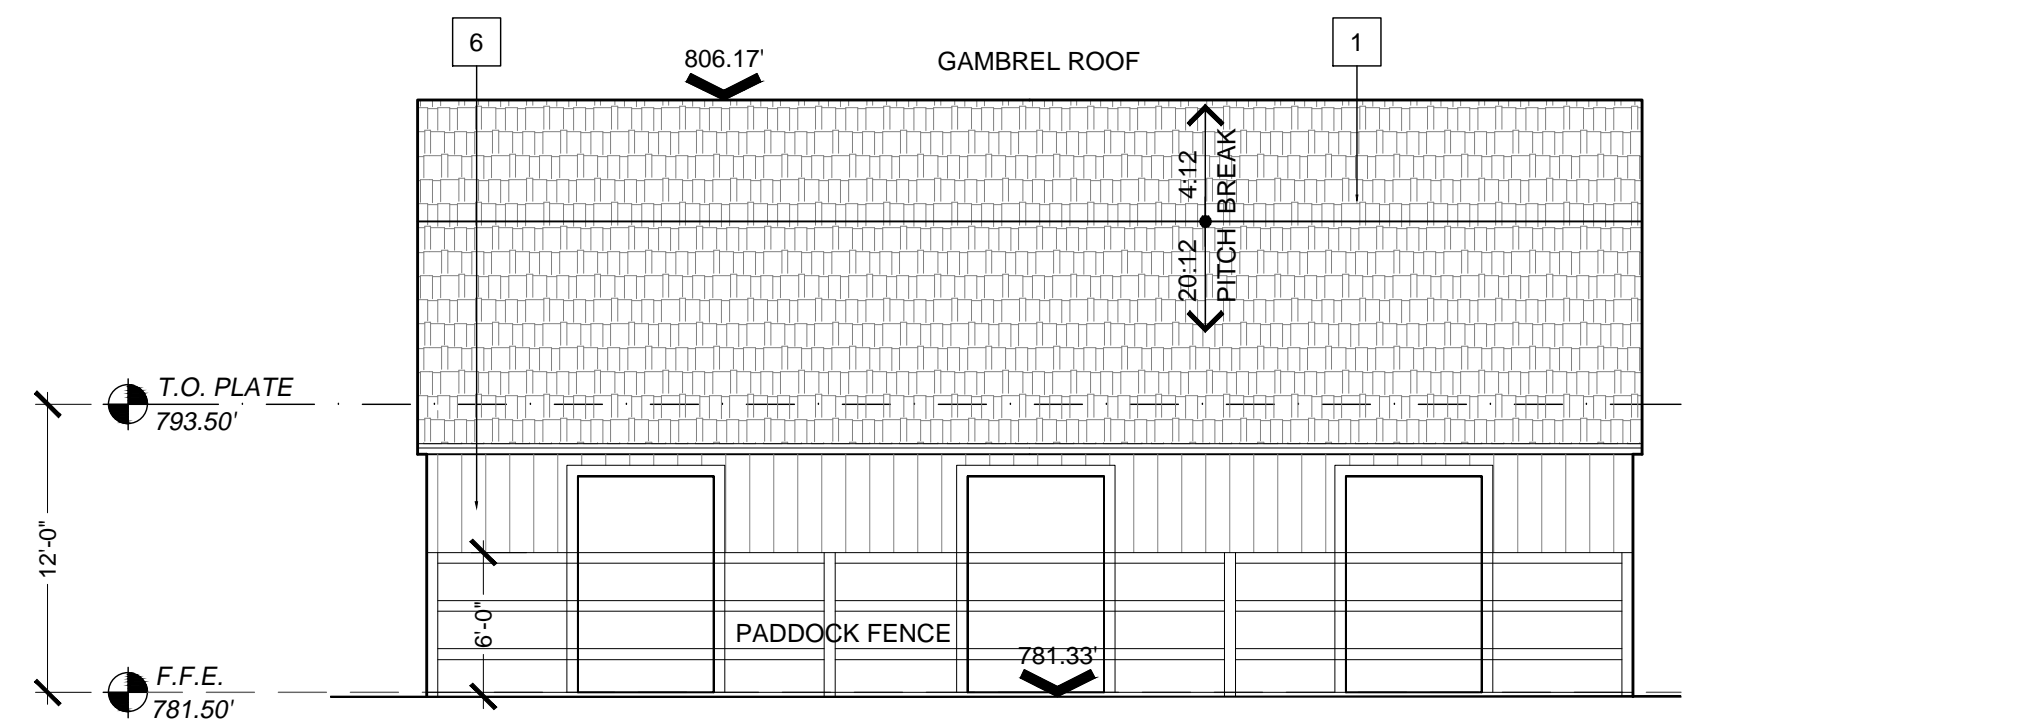 6
1
806.17'
GAMBREL ROOF
4:12
20:12
PITCH BREAK
T.O. PLATE
793.50'
12'-0"
6'-0"
PADDOCK FENCE
781.33'
F.F.E.
781.50'